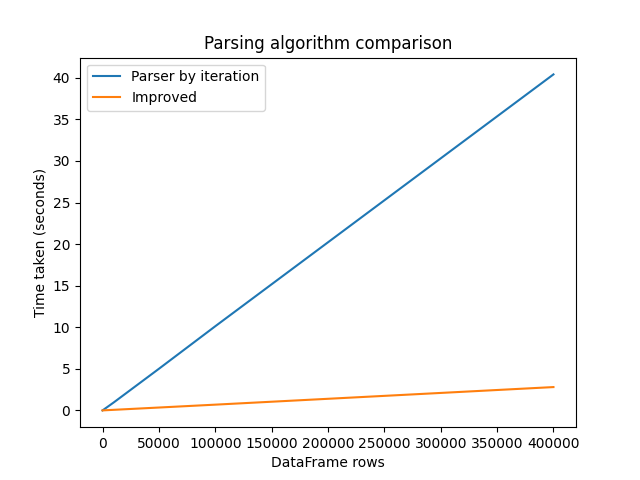 Parsing algorithm comparison
Parser by iteration
Improved
40
35
30
25
20
15
10
5
0
Time taken (seconds)
0 50000 100000 150000 200000 250000 300000 350000 400000
DataFrame rows